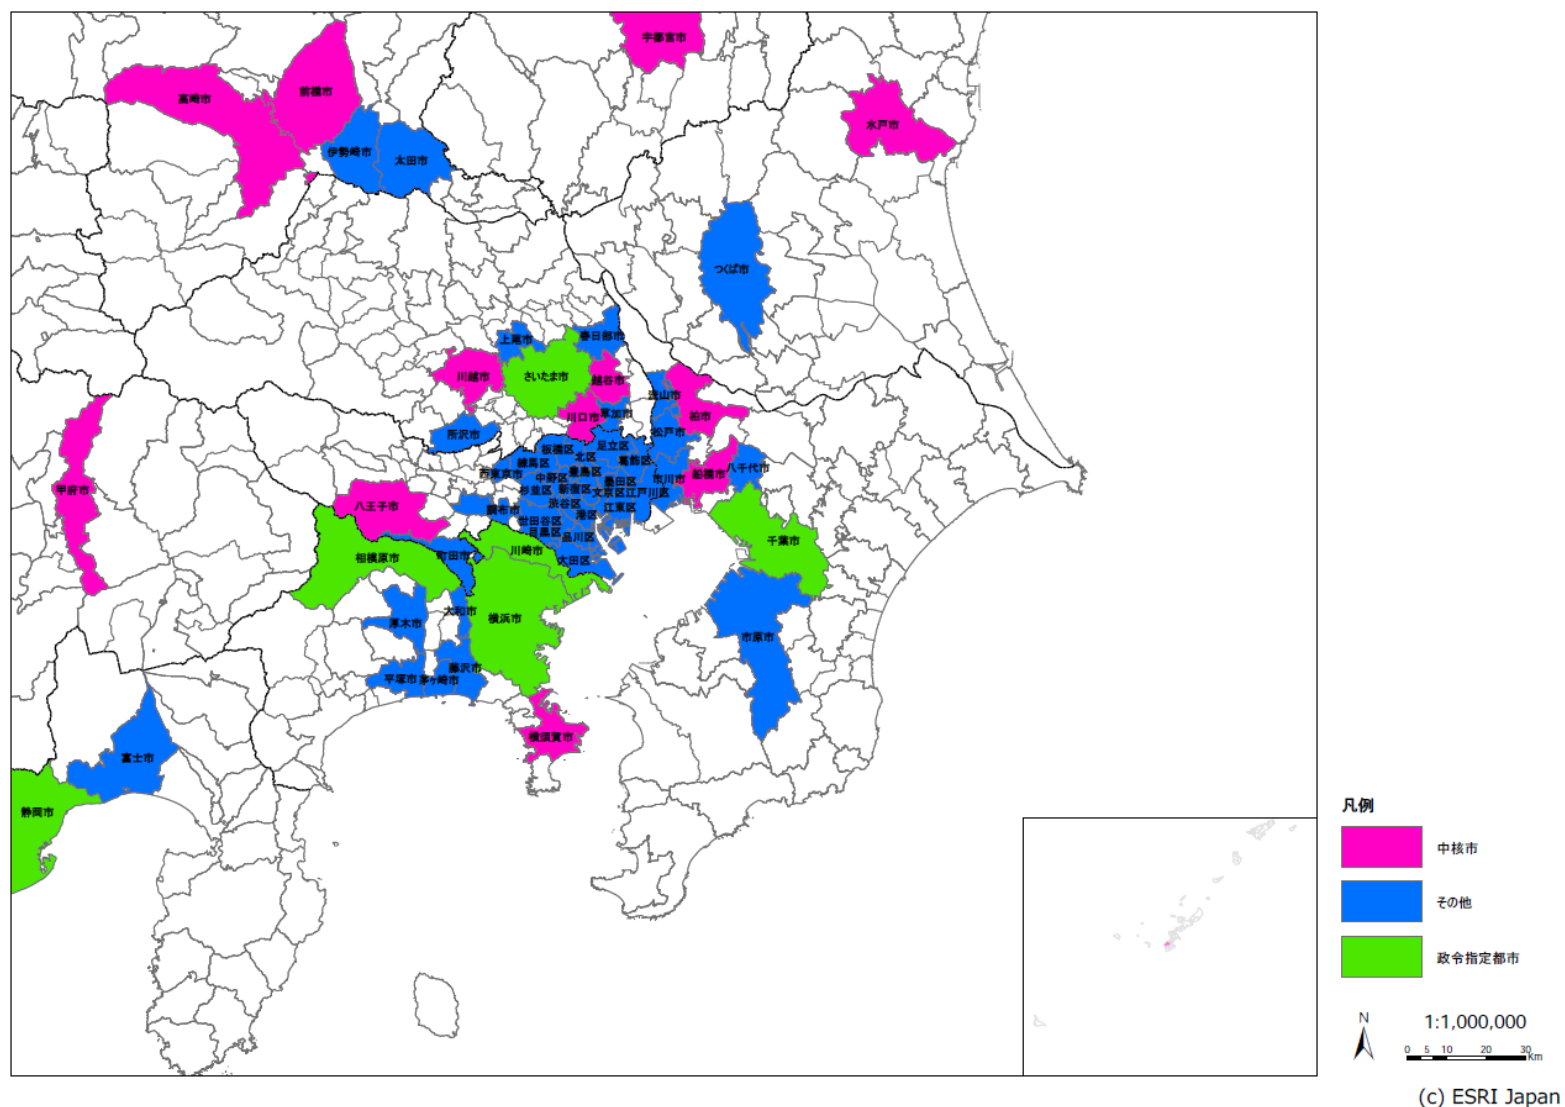 宇都宮市
高崎市
前橋市
水戸市
伊勢崎市
太田市
つくば市
上尾市
春日部市
川越市
さいたま市
越谷市
流山市
川口市
草加市
柏市
所沢市
松戸市
板橋区
足立区
北区
練馬区
葛飾区
西東京市
豊島区
中野区
墨田区
市川市
船橋市
八千代市
甲府市
杉並区
新宿区
文京区
江戸川区
八王子市
調布市
渋谷区
港区
江東区
世田谷区
目黒区
品川区
千葉市
相模原市
町田市
川崎市
大田区
大和市
厚木市
横浜市
市原市
藤沢市
平塚市
茅ヶ崎市
横須賀市
富士市
静岡市
凡例
中核市
その他
政令指定都市
N
1:1,000,000
0 5 10 20 30
Km
(c) ESRI Japan